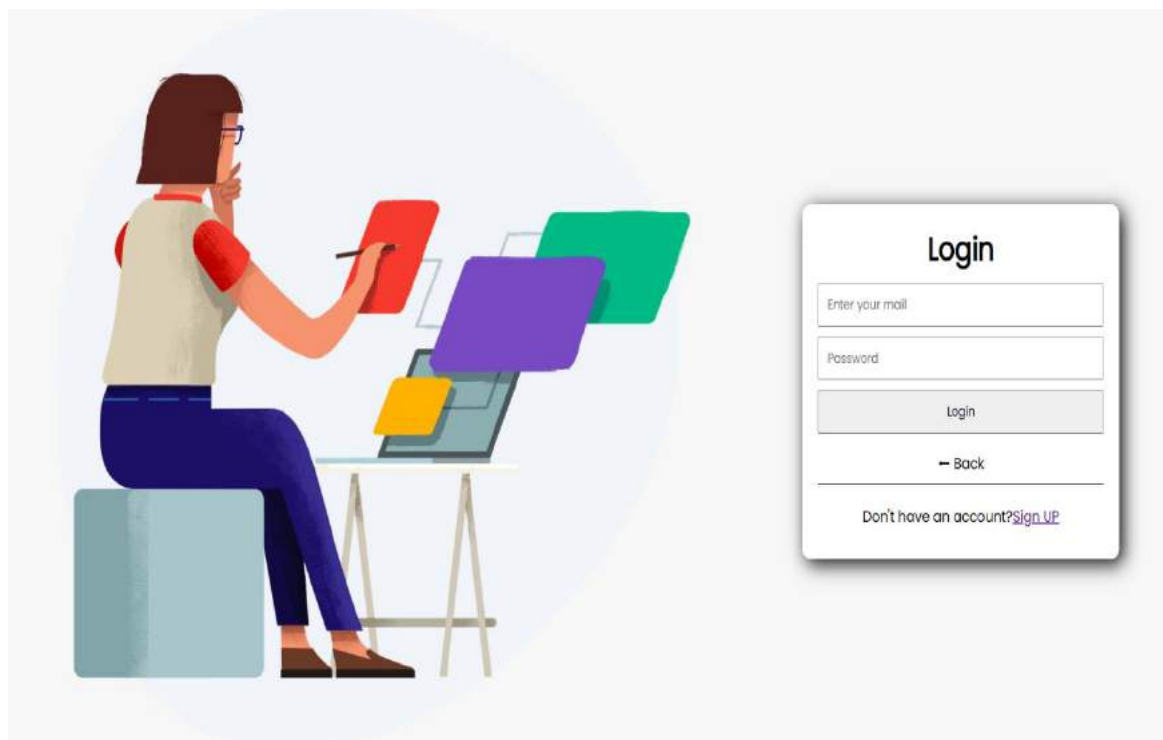 Login
Enter your mail
Password
Login
← Back
Don't have an account?Sign UP